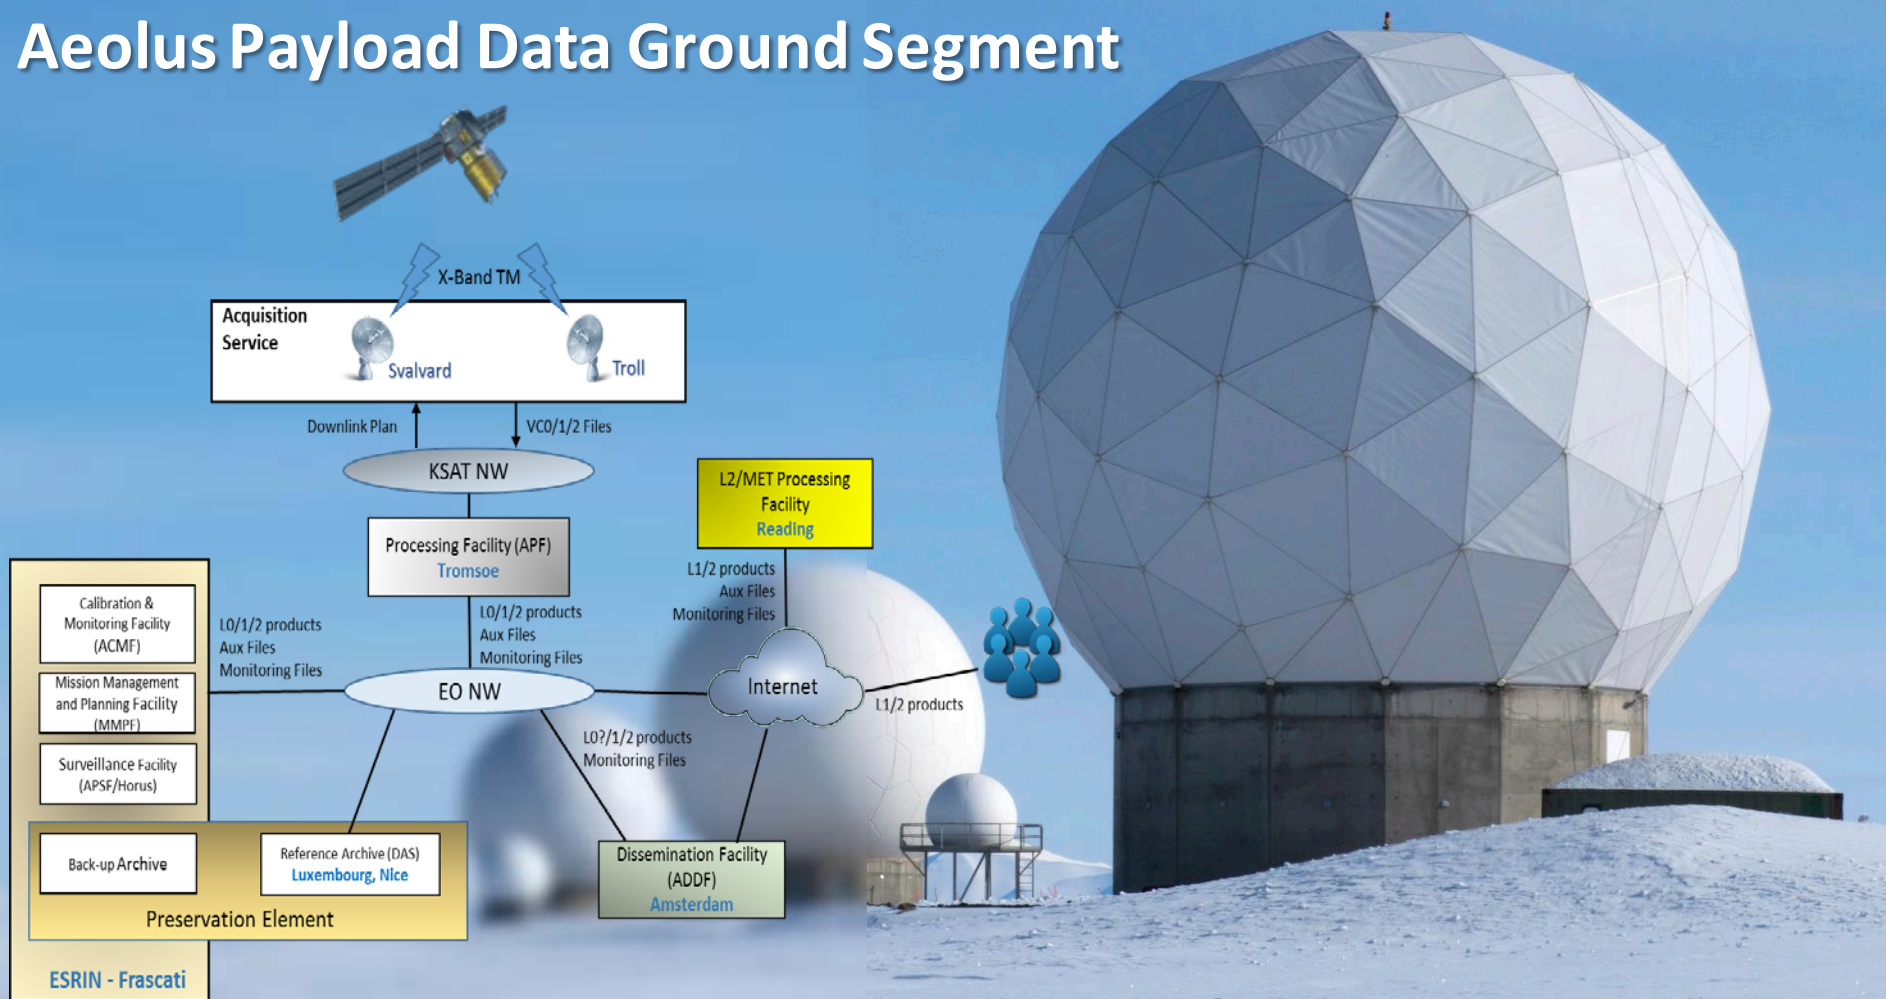 Aeolus Payload Data Ground Segment
X-Band TM
Acquisition
Service
Svalvard
Troll
Downlink Plan
VC0/1/2 Files
KSAT NW
L2/MET Processing
Facility
Reading
Processing Facility (APF)
Tromsoe
L1/2 products
Aux Files
Monitoring Files
Calibration &
Monitoring Facility
(ACMF)
L0/1/2 products
Aux Files
Monitoring Files
L0/1/2 products
Aux Files
Monitoring Files
Mission Management
and Planning Facility
(MMPF)
EO NW
Internet
L1/2 products
L0?/1/2 products
Monitoring Files
Surveillance Facility
(APSF/Horus)
Back-up Archive
Reference Archive (DAS)
Luxembourg, Nice
Dissemination Facility
(ADDF)
Amsterdam
Preservation Element
ESRIN - Frascati